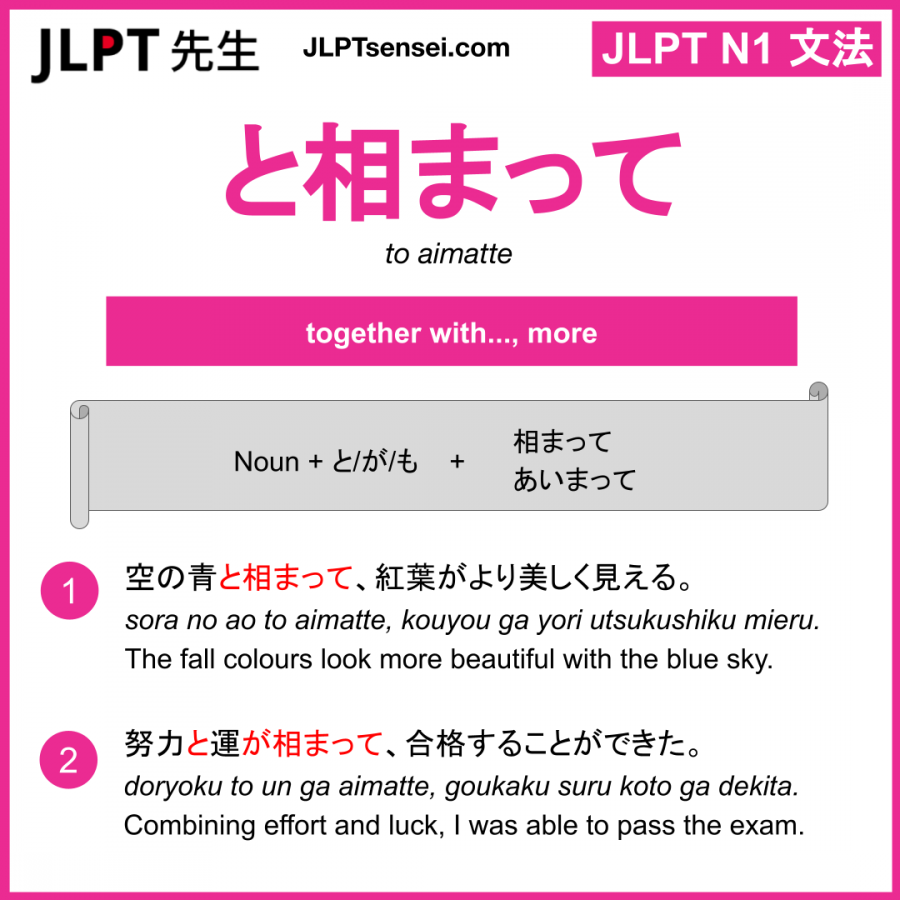 JLPT 先生
JLPTsensei.com
JLPT N1 文法
と相まって
to aimatte
together with..., more
Noun + と/が/も +
相まって
あいまって
1
空の青と相まって、紅葉がより美しく見える。
sora no ao to aimatte, kouyou ga yori utsukushiku mieru.
The fall colours look more beautiful with the blue sky.
2
努力と運が相まって、合格することができた。
doryoku to un ga aimatte, goukaku suru koto ga dekita.
Combining effort and luck, I was able to pass the exam.